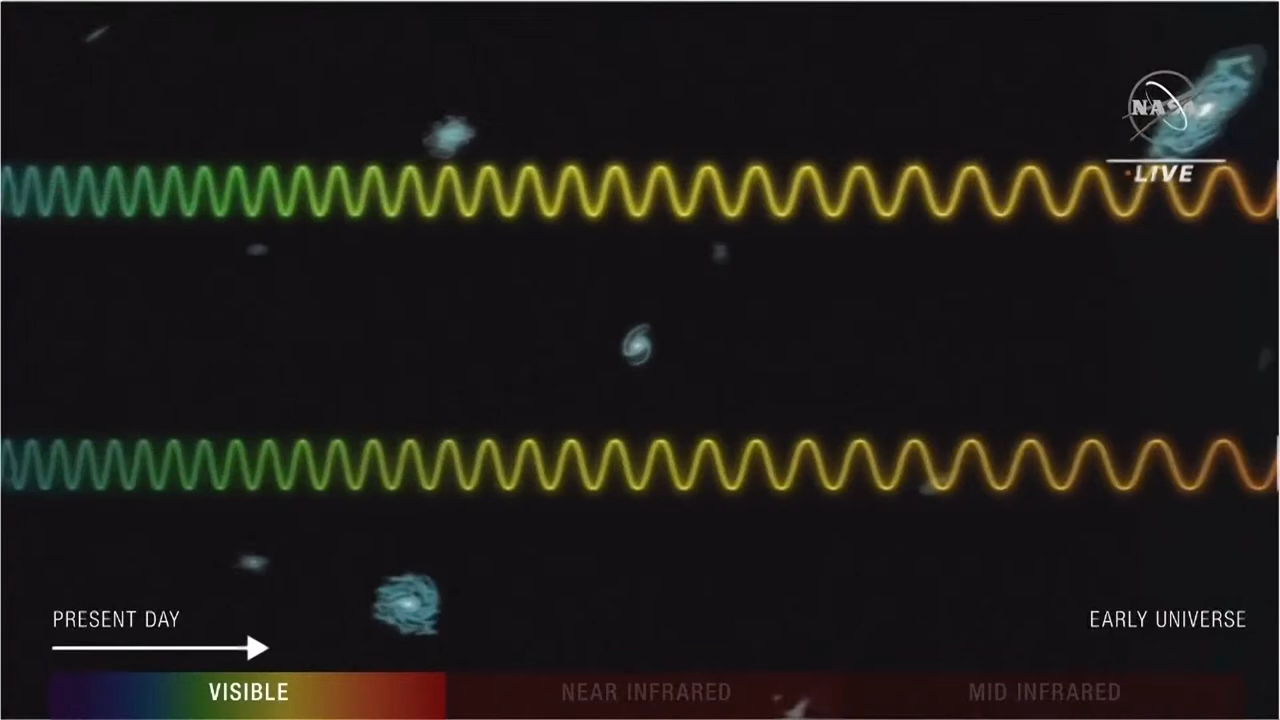 NASA
LIVE
PRESENT DAY
EARLY UNIVERSE
VISIBLE
NEAR INFRARED
MID INFRARED